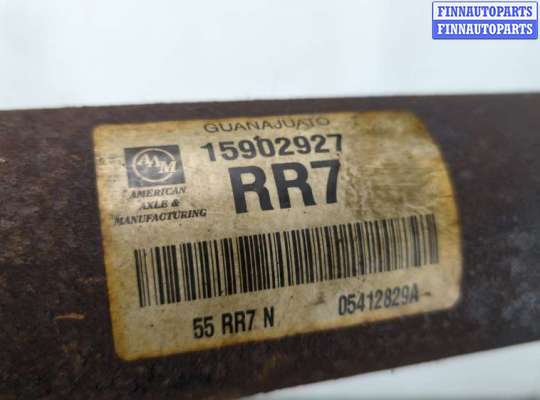 FINNAUTOPARTS
FINNAUTOPARTS
GUANAJUATO
15902927
AAM
RR7
AMERICAN
AXLE &
MANUFACTURING
55 RR7 N
05412829A